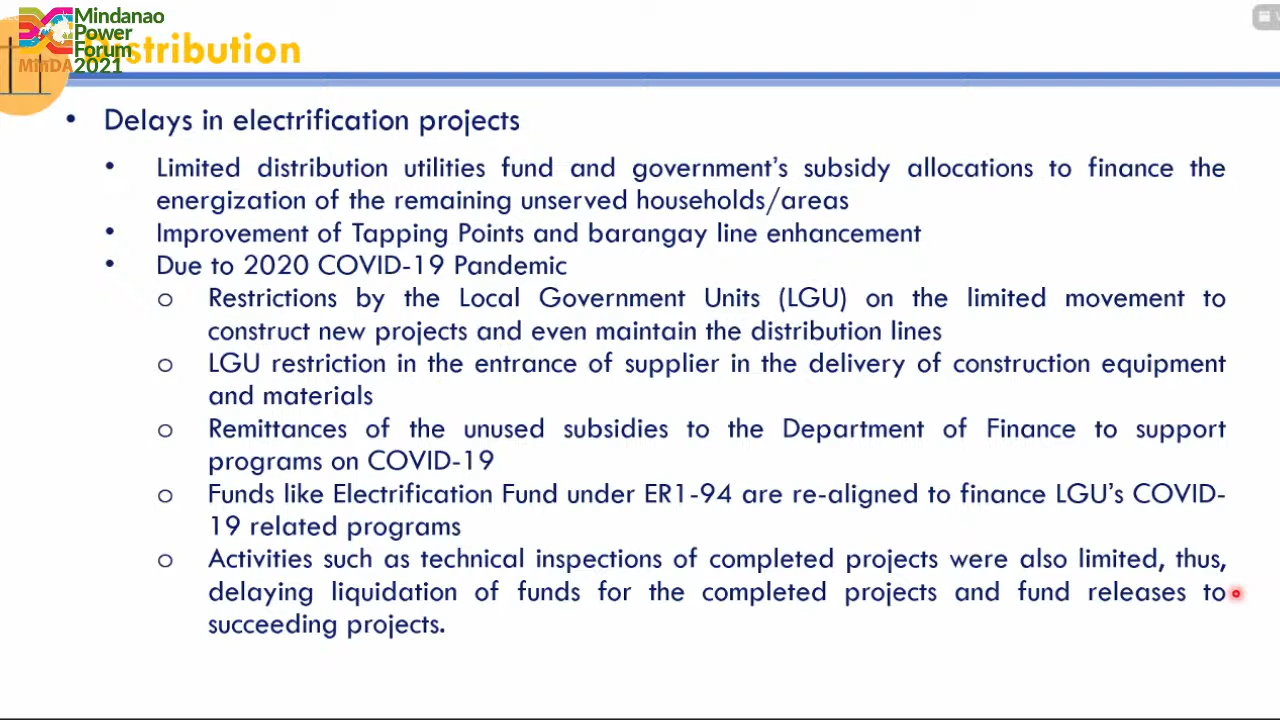 Mindanao
Power
Forum
MinDA 2021
Distribution
• Delays in electrification projects
• Limited distribution utilities fund and government's subsidy allocations to finance the
energization of the remaining unserved households/areas
• Improvement of Tapping Points and barangay line enhancement
• Due to 2020 COVID-19 Pandemic
o Restrictions by the Local Government Units (LGU) on the limited movement to
construct new projects and even maintain the distribution lines
o LGU restriction in the entrance of supplier in the delivery of construction equipment
and materials
o Remittances of the unused subsidies to the Department of Finance to support
programs on COVID-19
o Funds like Electrification Fund under ER1-94 are re-aligned to finance LGU's COVID-
19 related programs
o Activities such as technical inspections of completed projects were also limited, thus,
delaying liquidation of funds for the completed projects and fund releases to
succeeding projects.